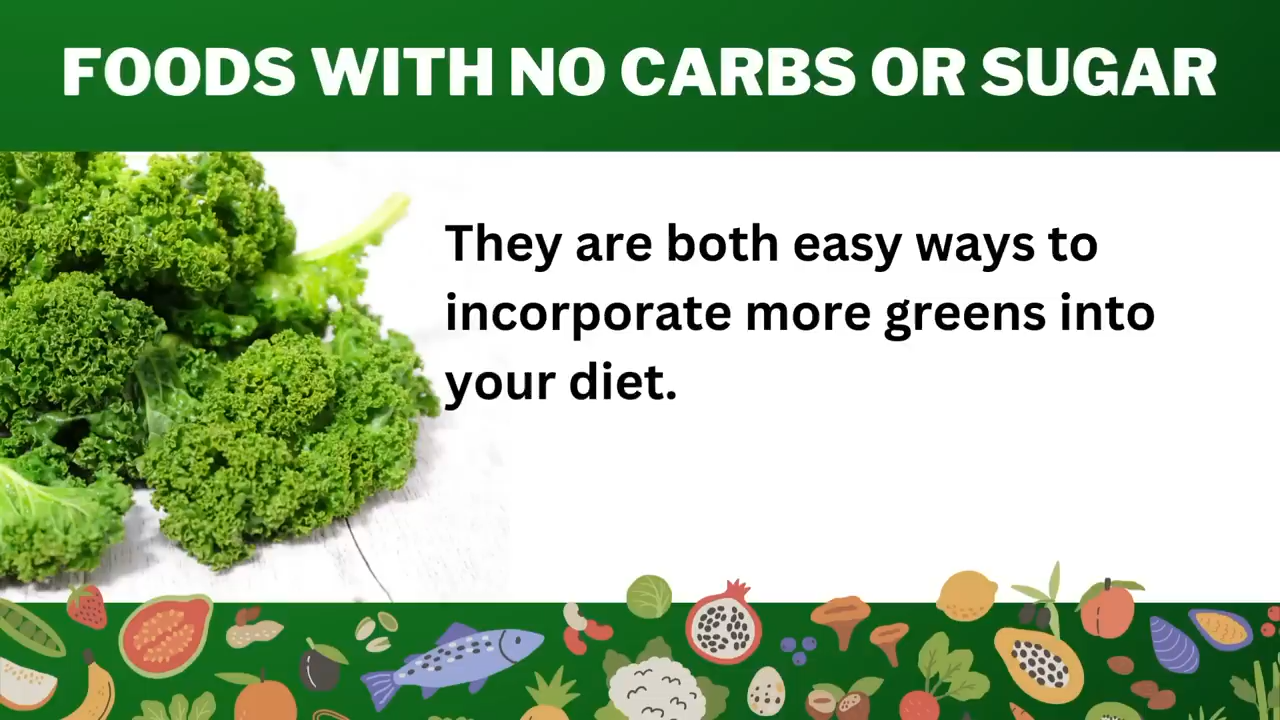 FOODS WITH NO CARBS OR SUGAR
They are both easy ways to
incorporate more greens into
your diet.